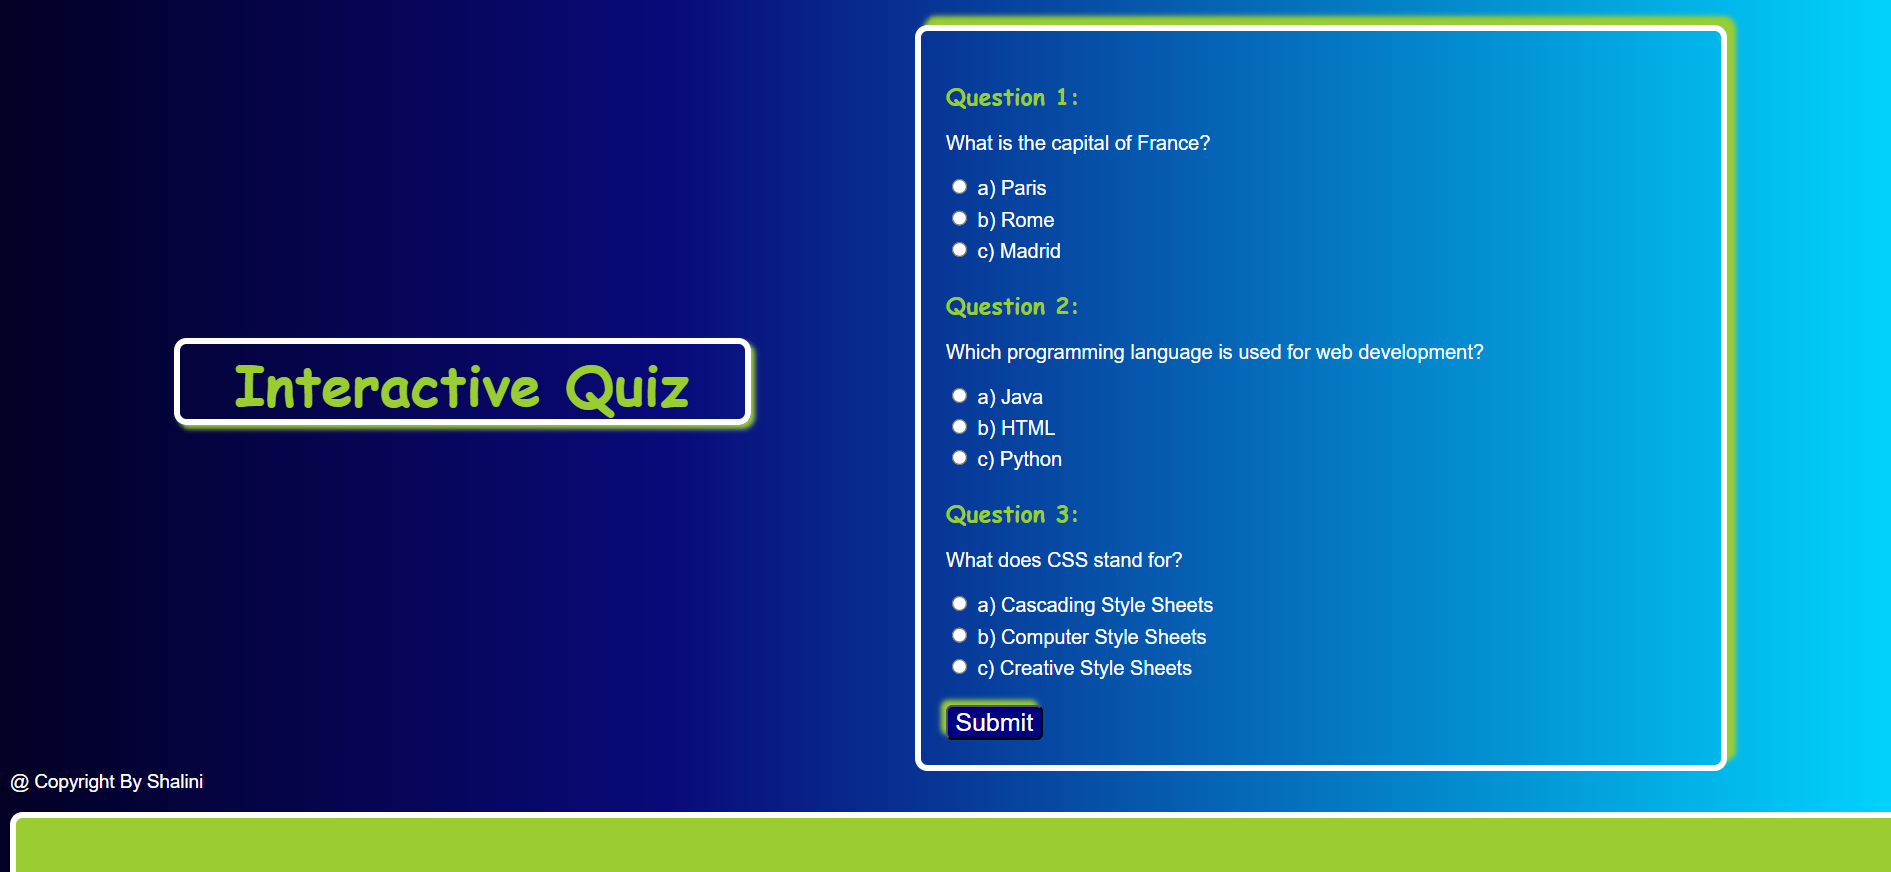 Interactive Quiz
Question 1:
What is the capital of France?
a) Paris
b) Rome
c) Madrid
Question 2:
Which programming language is used for web development?
a) Java
b) HTML
c) Python
Question 3:
What does CSS stand for?
a) Cascading Style Sheets
b) Computer Style Sheets
c) Creative Style Sheets
Submit
@ Copyright By Shalini